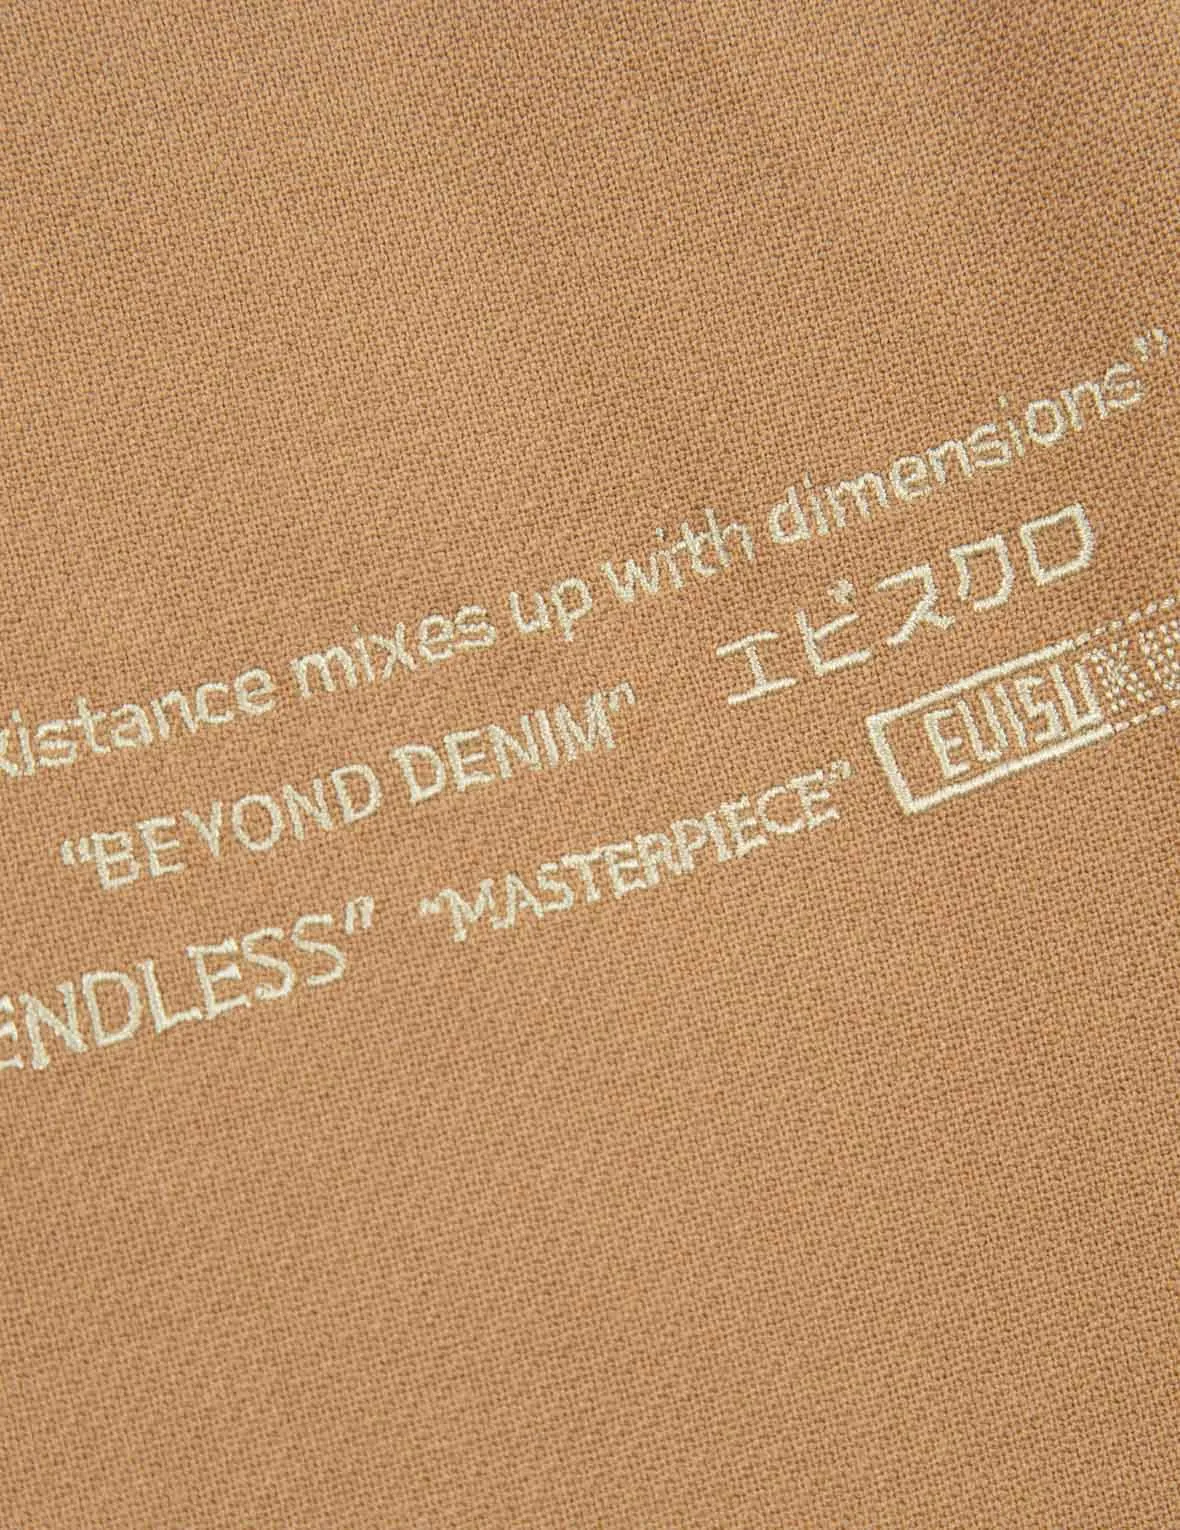 xistance mixes up with dimensions”
“BEYOND DENIM” エビスクロ
ENDLESS” “MASTERPIECE” EVISU